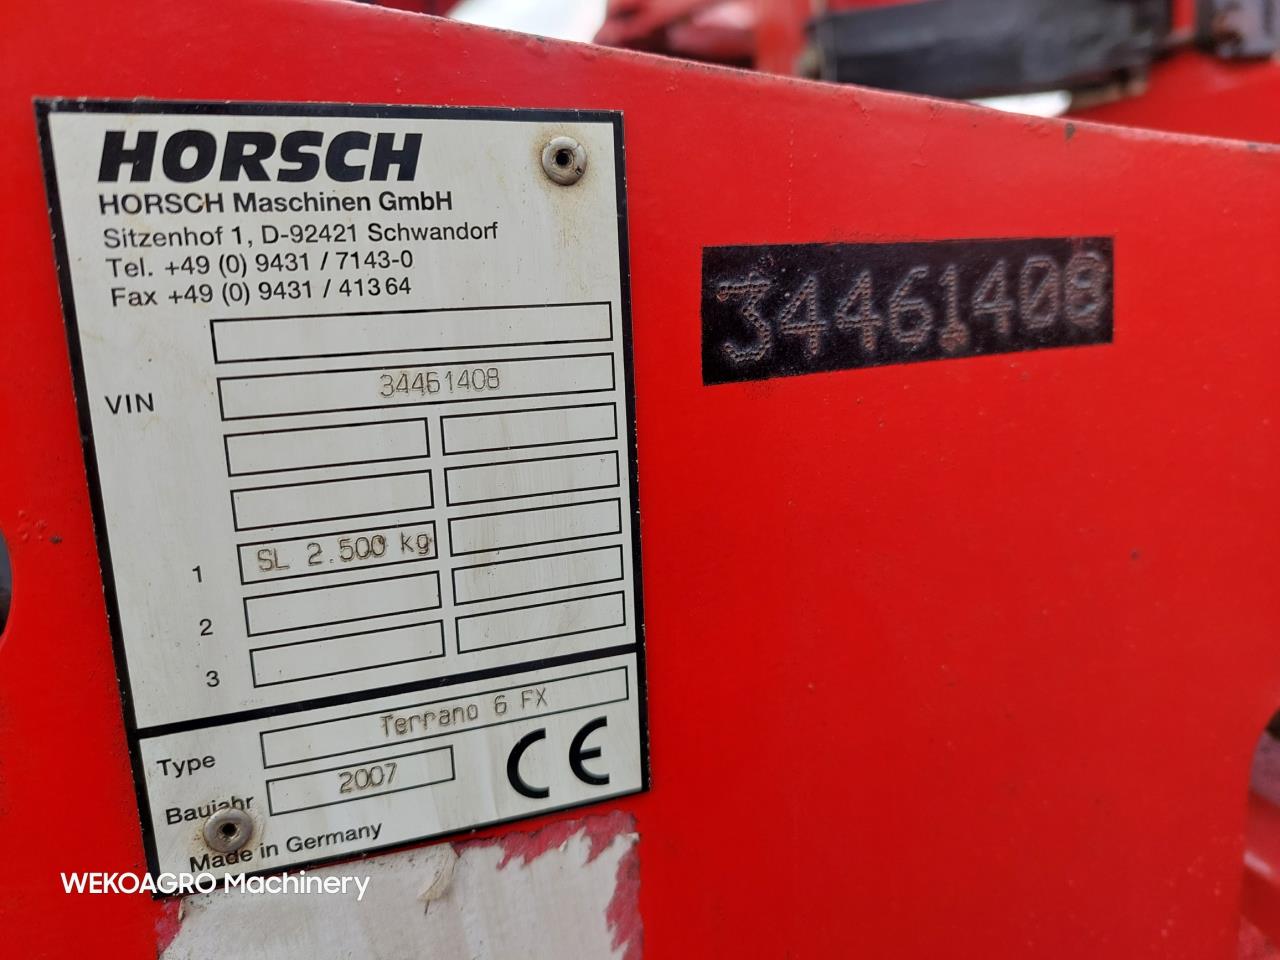 HORSCH
HORSCH Maschinen GmbH
Sitzenhof 1, D-92421 Schwandorf
Tel. +49 (0) 9431 / 7143-0
Fax +49 (0) 9431 / 41364
VIN 34461408
1 SL 2.500 kg
2
3
Type Terrano 6 FX
Baujahr 2007
CE
Made in Germany
34461408
WEKOAGRO Machinery